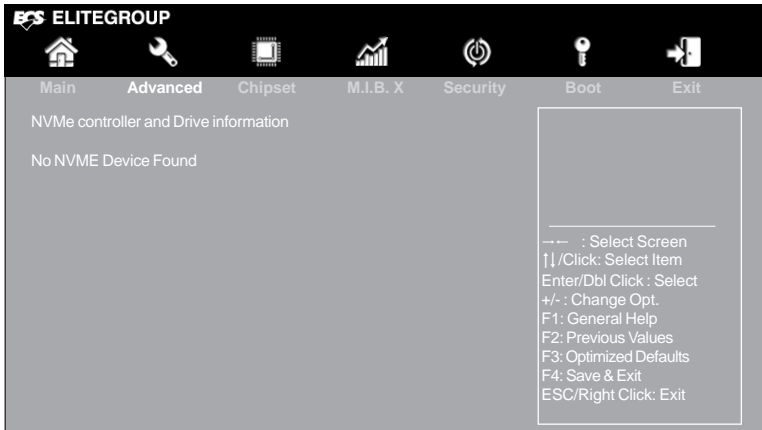 ECS ELITEGROUP
Main Advanced Chipset M.I.B. X Security Boot Exit
NVMe controller and Drive information
No NVME Device Found
→← : Select Screen
↑↓/Click: Select Item
Enter/Dbl Click : Select
+/- : Change Opt.
F1: General Help
F2: Previous Values
F3: Optimized Defaults
F4: Save & Exit
ESC/Right Click: Exit